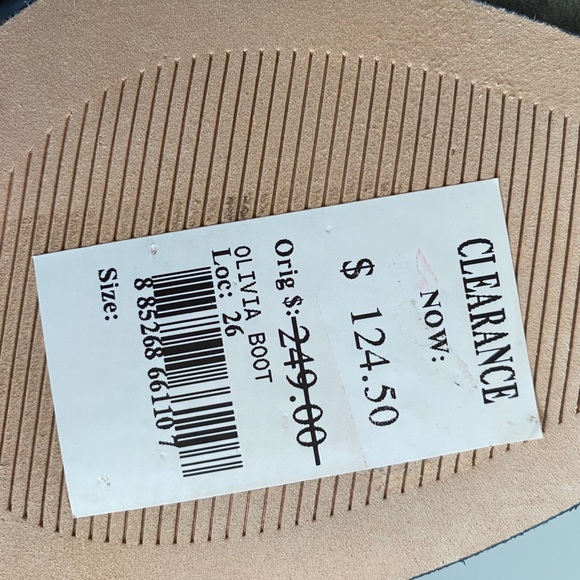 CLEARANCE
NOW:
$ 124.50
Orig $: 249.00
OLIVIA BOOT
Loc: 26
8 85268 66110 7
Size: